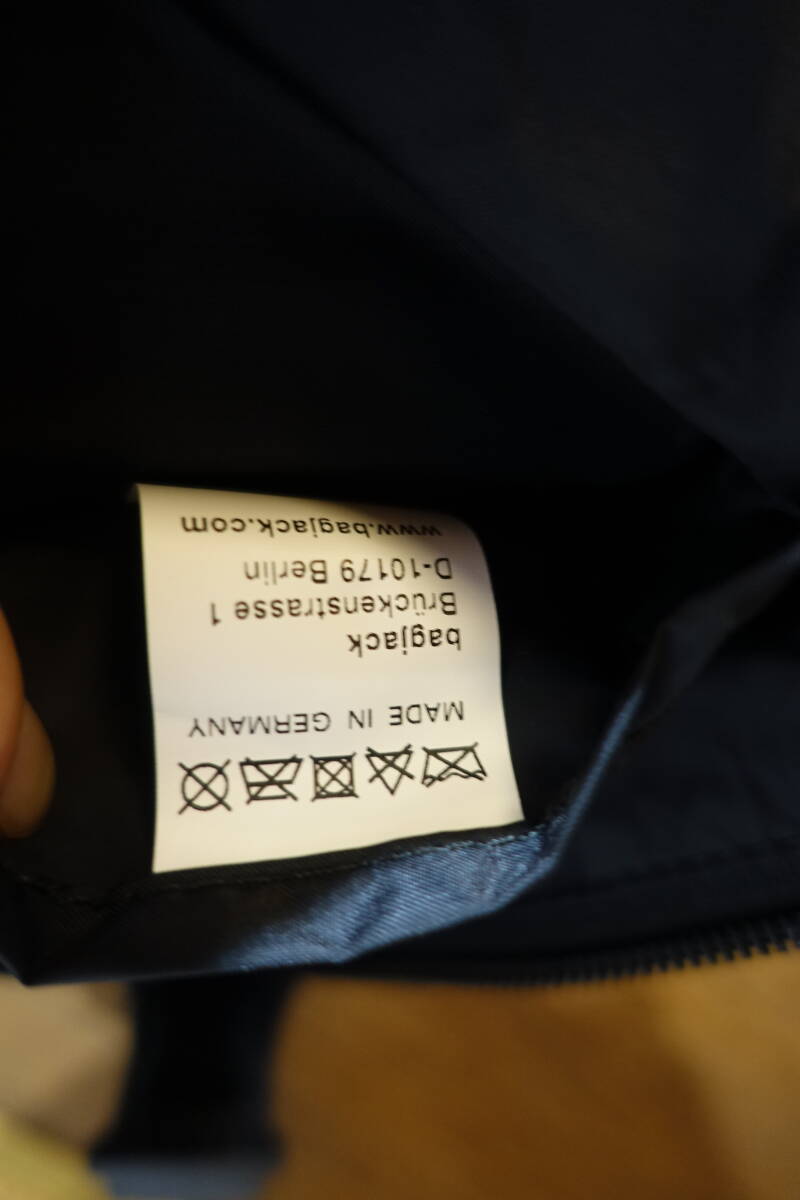 MADE IN GERMANY
bagjack
Brückenstrasse 1
D-10179 Berlin
www.bagjack.com